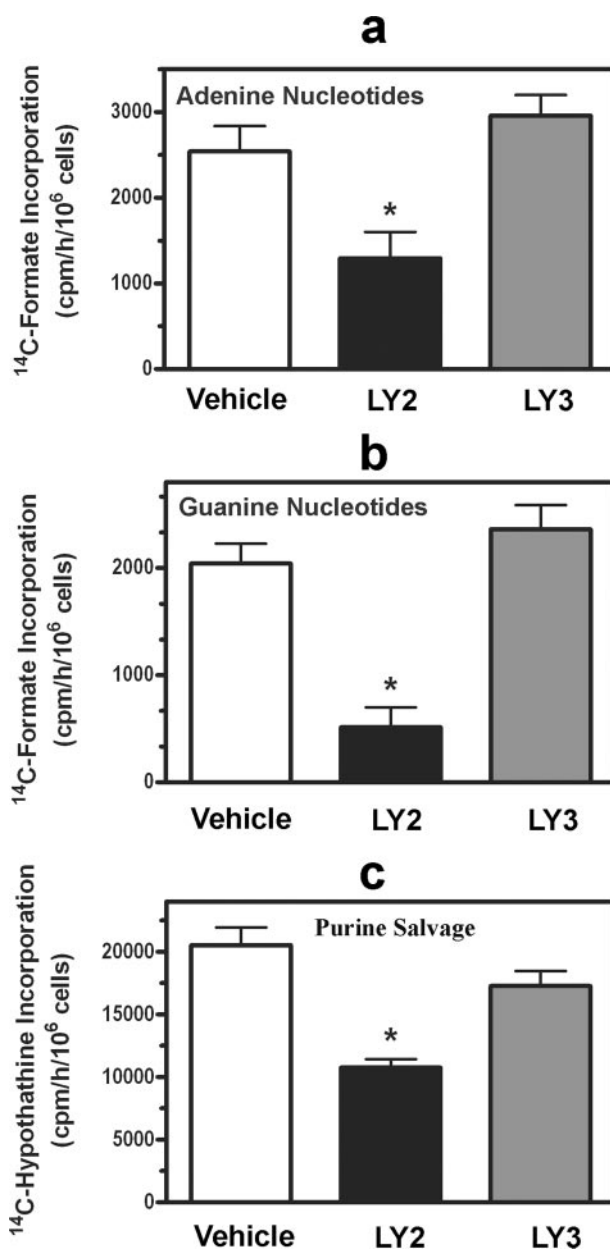 a
Adenine Nucleotides
¹⁴C-Formate Incorporation
(cpm/h/10⁶ cells)
3000
2000
1000
0
*
Vehicle LY2 LY3
b
Guanine Nucleotides
¹⁴C-Formate Incorporation
(cpm/h/10⁶ cells)
2000
1000
0
*
Vehicle LY2 LY3
c
Purine Salvage
¹⁴C-Hypothathine Incorporation
(cpm/h/10⁶ cells)
20000
15000
10000
5000
0
*
Vehicle LY2 LY3